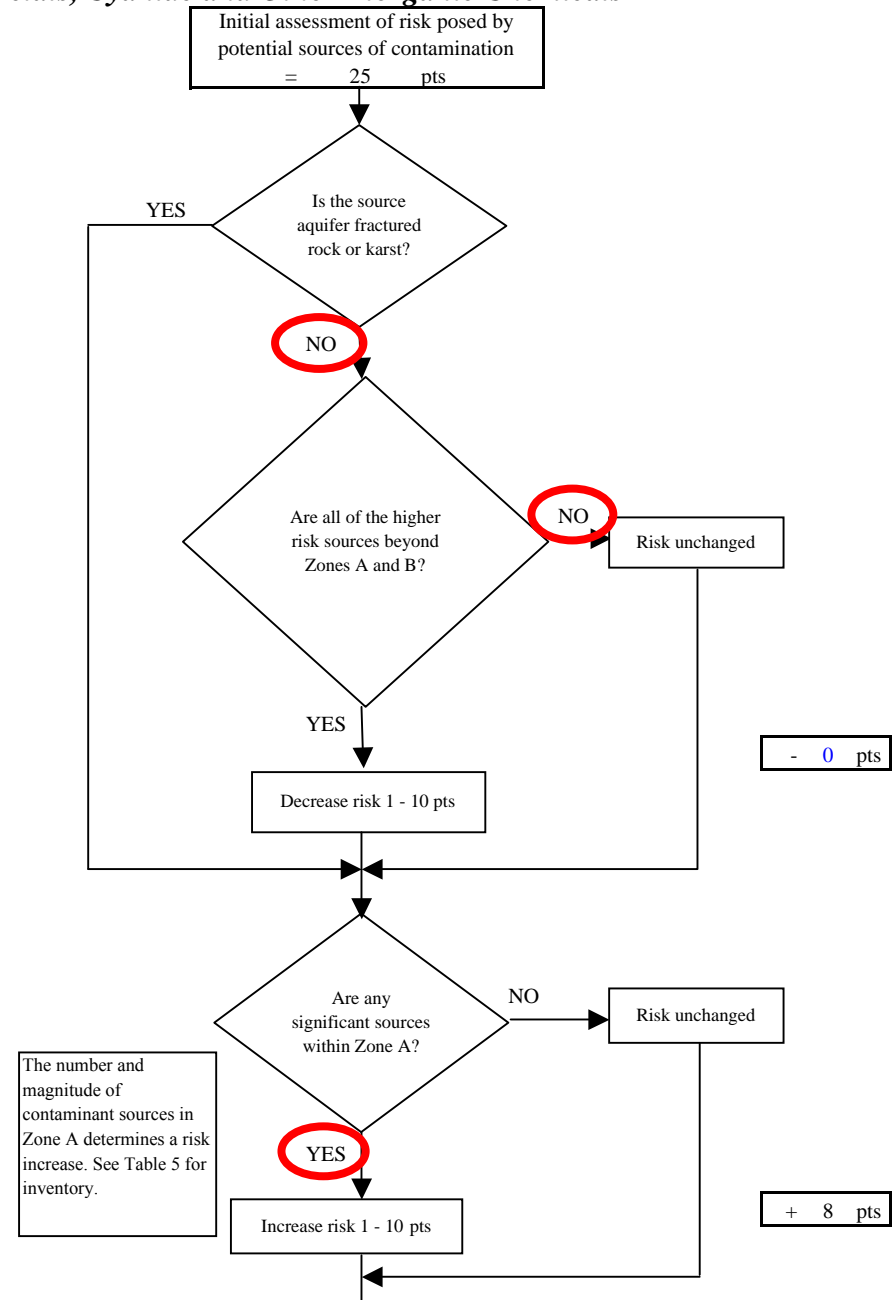 Initial assessment of risk posed by
potential sources of contamination
= 25 pts
YES
Is the source
aquifer fractured
rock or karst?
NO
Are all of the higher
risk sources beyond
Zones A and B?
NO
Risk unchanged
YES
- 0 pts
Decrease risk 1 - 10 pts
Are any
significant sources
within Zone A?
NO
Risk unchanged
The number and
magnitude of
contaminant sources in
Zone A determines a risk
increase. See Table 5 for
inventory.
YES
+ 8 pts
Increase risk 1 - 10 pts